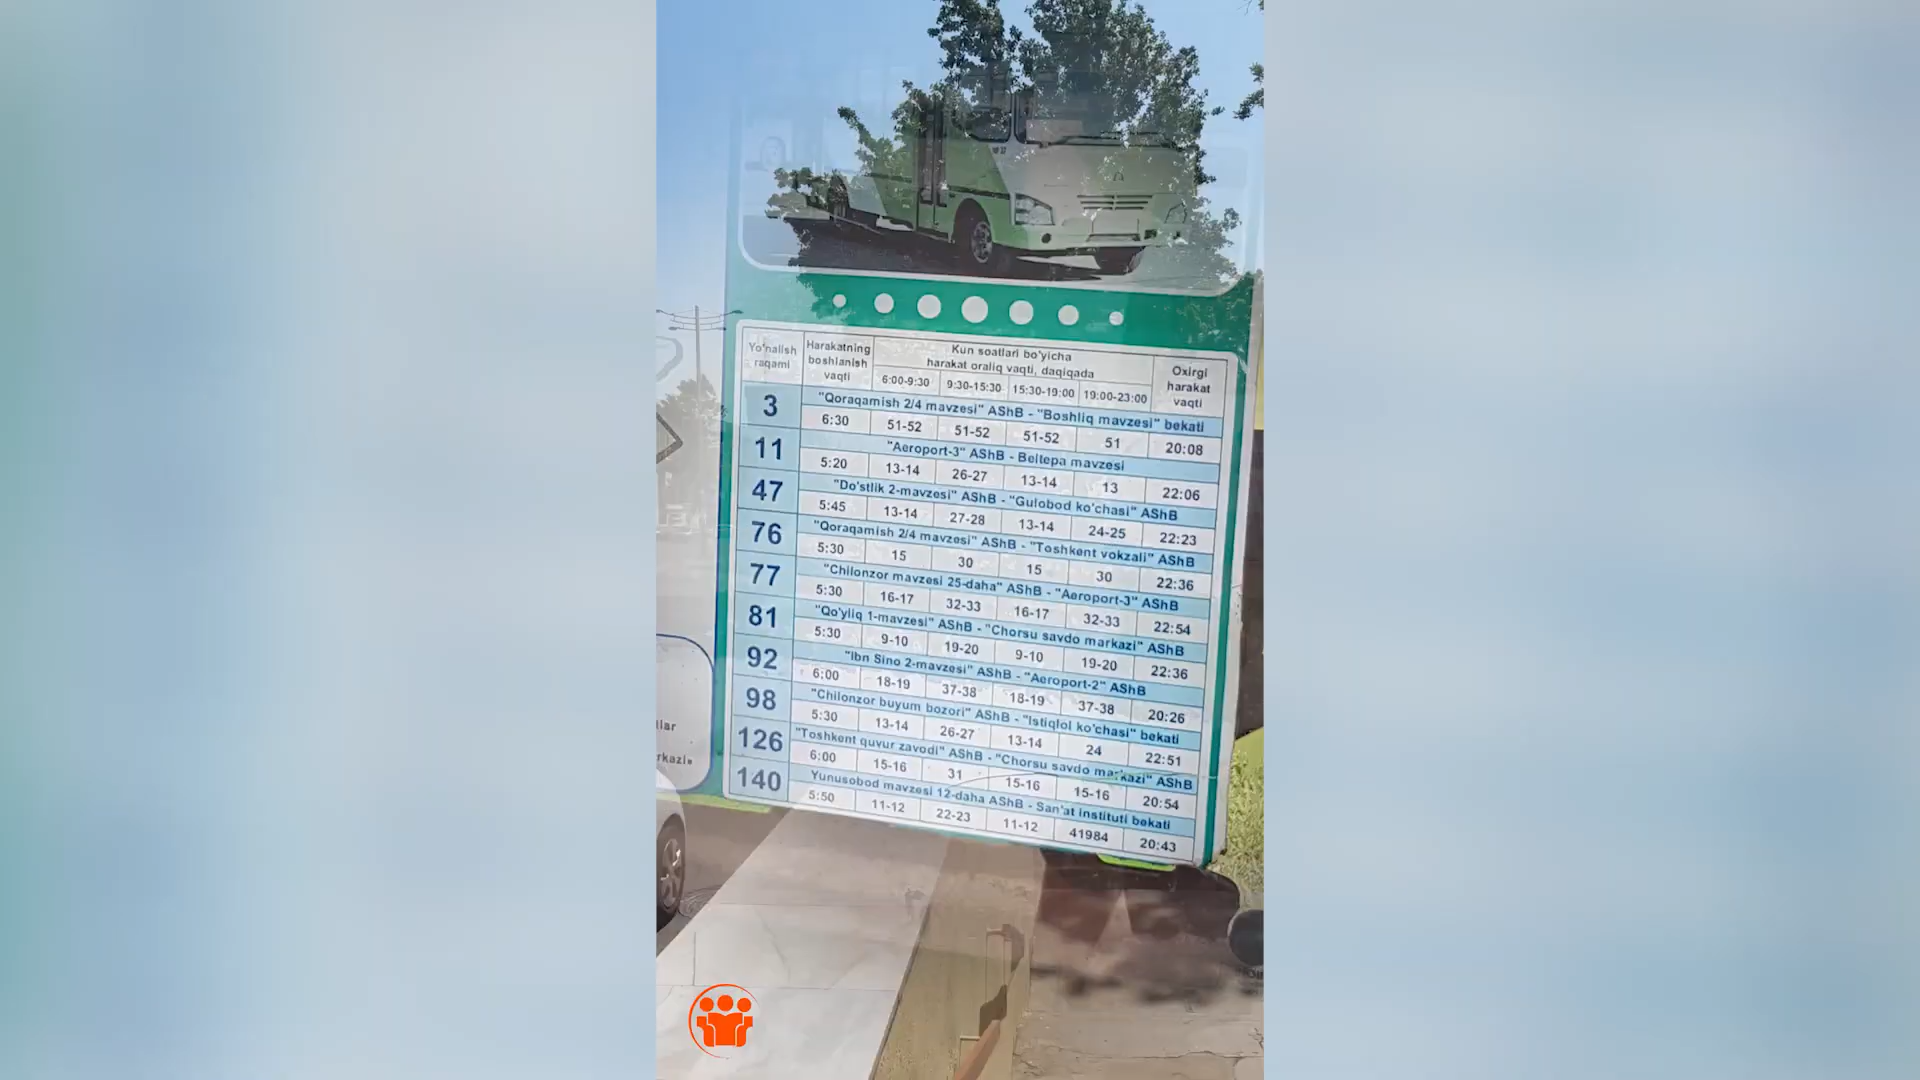 Yo'nalish raqami
Harakatning boshlanish vaqti
Kun soatlari bo'yicha harakat oraliq vaqti, daqiqada
Oxirgi harakat vaqti
6:00-9:30 9:30-15:30 15:30-19:00 19:00-23:00
3 "Qoraqamish 2/4 mavzesi" AShB - "Boshliq mavzesi" bekati
6:30 51-52 51-52 51-52 51 20:08
11 "Aeroport-3" AShB - Beltepa mavzesi
5:20 13-14 26-27 13-14 13 22:06
47 "Do'stlik 2-mavzesi" AShB - "Gulobod ko'chasi" AShB
5:45 13-14 27-28 13-14 24-25 22:23
76 "Qoraqamish 2/4 mavzesi" AShB - "Toshkent vokzali" AShB
5:30 15 30 15 30 22:36
77 "Chilonzor mavzesi 25-daha" AShB - "Aeroport-3" AShB
5:30 16-17 32-33 16-17 32-33 22:54
81 "Qo'yliq 1-mavzesi" AShB - "Chorsu savdo markazi" AShB
5:30 9-10 19-20 9-10 19-20 22:36
92 "Ibn Sino 2-mavzesi" AShB - "Aeroport-2" AShB
6:00 18-19 37-38 18-19 37-38 20:26
98 "Chilonzor buyum bozori" AShB - "Istiqlol ko'chasi" bekati
5:30 13-14 26-27 13-14 24 22:51
126 "Toshkent quvur zavodi" AShB - "Chorsu savdo markazi" AShB
6:00 15-16 31 15-16 15-16 20:54
140 Yunusobod mavzesi 12-daha AShB - San'at instituti bekati
5:50 11-12 22-23 11-12 41984 20:43
llar
rkazi»